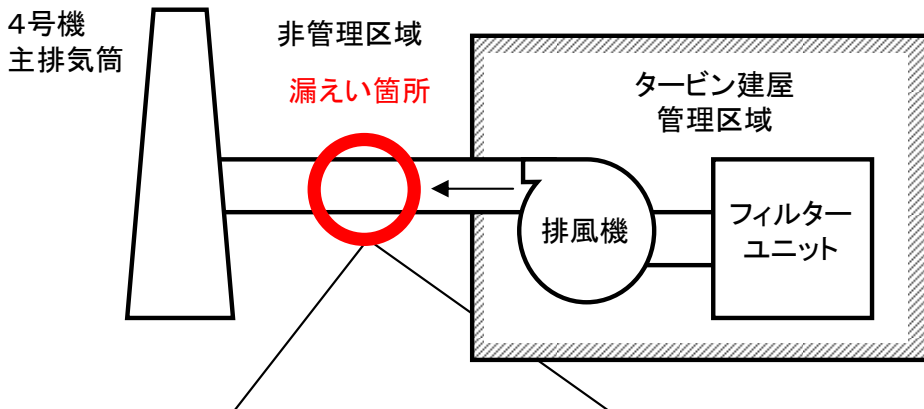 4号機
主排気筒
非管理区域
漏えい箇所
タービン建屋
管理区域
排風機
フィルター
ユニット